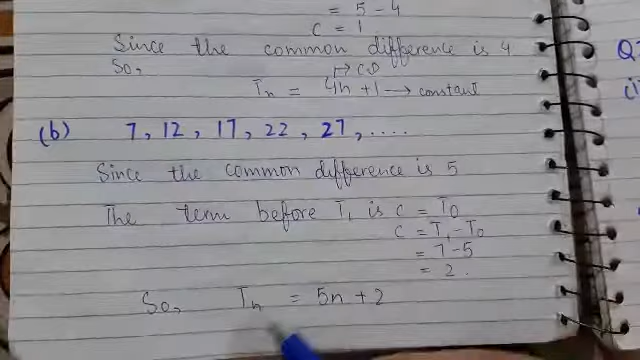 = 5 - 4
C = 1
Since the common difference is 4
So,
↦ C.D
Tn = 4n + 1 → constant
(b) 7, 12, 17, 22, 27, ....
Since the common difference is 5
The term before T1 is c = T0
C = T1 - T0
= 7 - 5
= 2.
So, Tn = 5n + 2
Q2
(i)